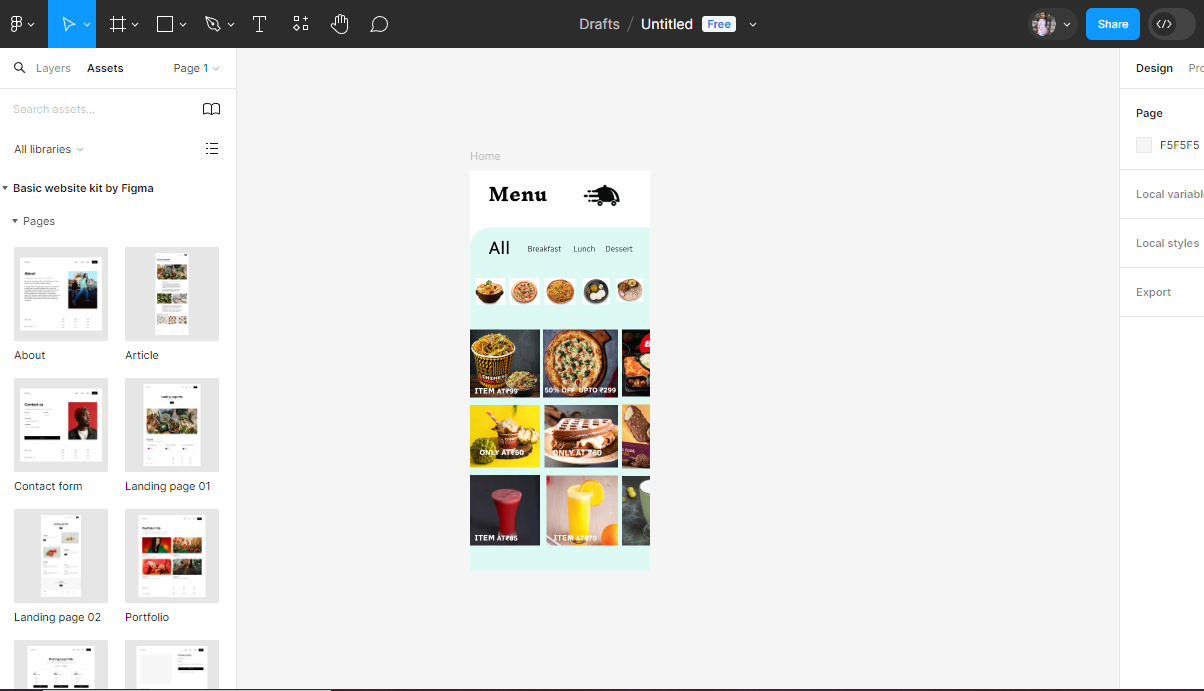 Drafts / Untitled Free
Share
Layers Assets Page 1
Search assets...
All libraries
Basic website kit by Figma
Pages
About Article
Contact form Landing page 01
Landing page 02 Portfolio
Home
Menu
All Breakfast Lunch Dessert
ITEM AT₹99 50% OFF UPTO ₹299
ONLY AT₹50 ONLY AT ₹60
ITEM AT₹85 ITEM AT₹70
Design Pro
Page
F5F5F5
Local variabl
Local styles
Export